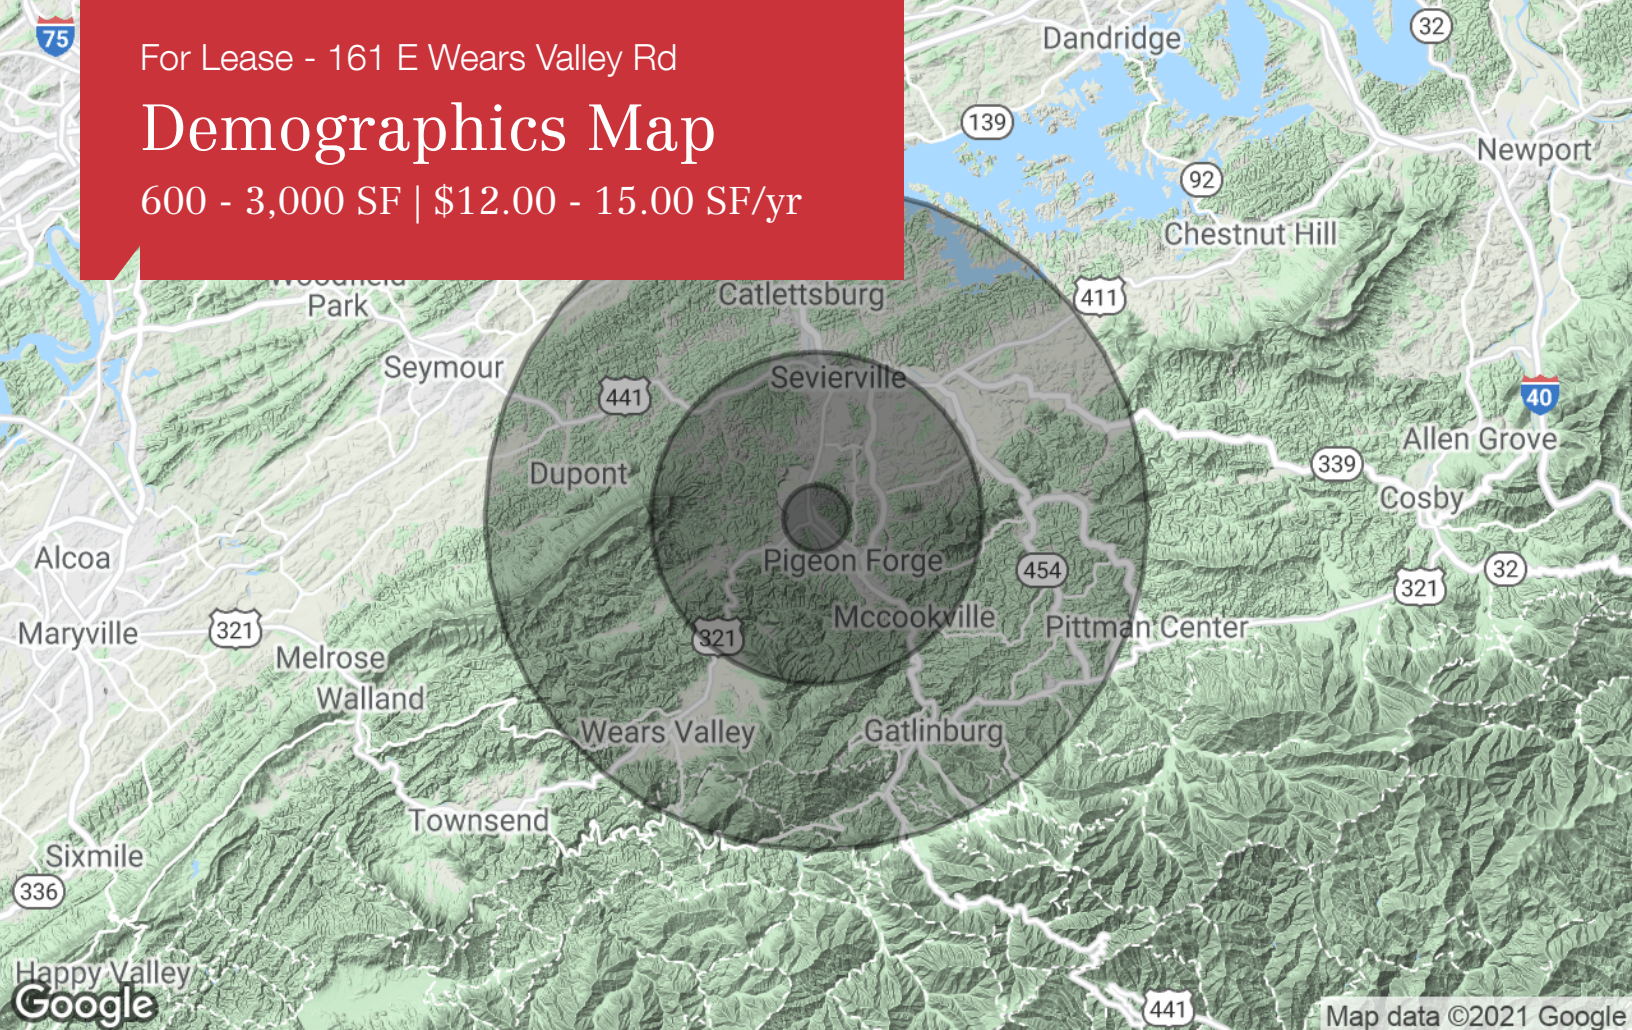 75
For Lease - 161 E Wears Valley Rd
Demographics Map
600 - 3,000 SF | $12.00 - 15.00 SF/yr
Dandridge
32
139
Newport
92
Chestnut Hill
411
Park
Catlettsburg
Seymour
441
Sevierville
40
Allen Grove
339
Dupont
Cosby
Alcoa
Pigeon Forge
454
32
321
Maryville
321
Melrose
321
Mccookville
Pittman Center
Walland
Wears Valley
Gatlinburg
Townsend
Sixmile
336
Happy Valley
Google
441
Map data ©2021 Google